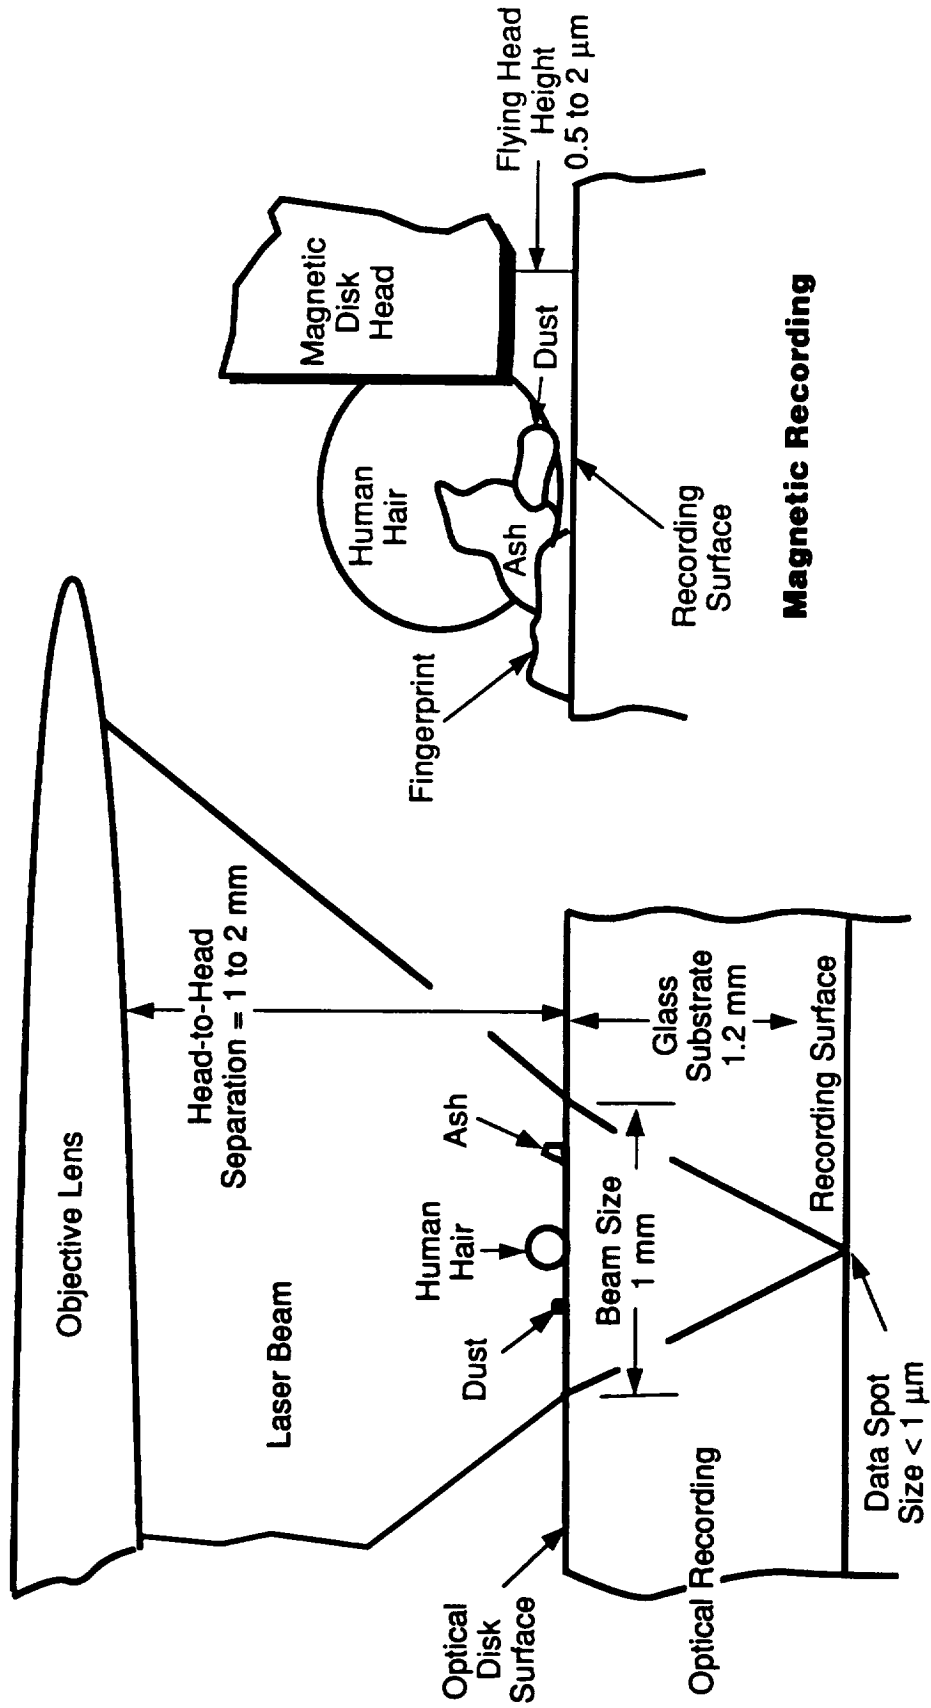 Objective Lens
Head-to-Head
Separation = 1 to 2 mm
Laser Beam
Dust
Human
Hair
Ash
Optical
Disk
Surface
Beam Size
1 mm
Glass
Substrate
1.2 mm
Recording Surface
Optical Recording
Data Spot
Size < 1 μm
Magnetic
Disk
Head
Human
Hair
Ash
Dust
Fingerprint
Flying Head
Height
0.5 to 2 μm
Recording
Surface
Magnetic Recording